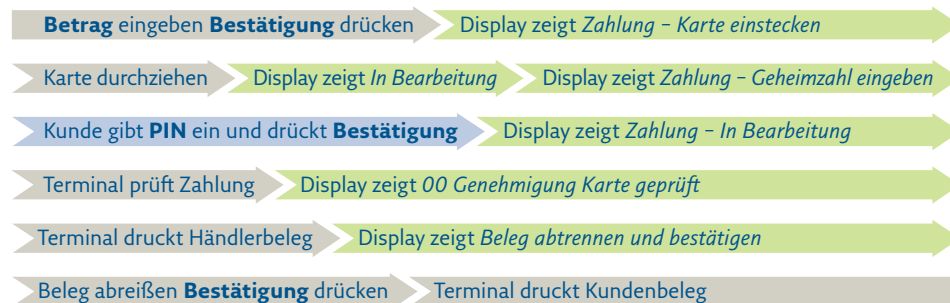 Betrag eingeben Bestätigung drücken Display zeigt Zahlung – Karte einstecken
Karte durchziehen Display zeigt In Bearbeitung Display zeigt Zahlung – Geheimzahl eingeben
Kunde gibt PIN ein und drückt Bestätigung Display zeigt Zahlung – In Bearbeitung
Terminal prüft Zahlung Display zeigt 00 Genehmigung Karte geprüft
Terminal druckt Händlerbeleg Display zeigt Beleg abtrennen und bestätigen
Beleg abreißen Bestätigung drücken Terminal druckt Kundenbeleg